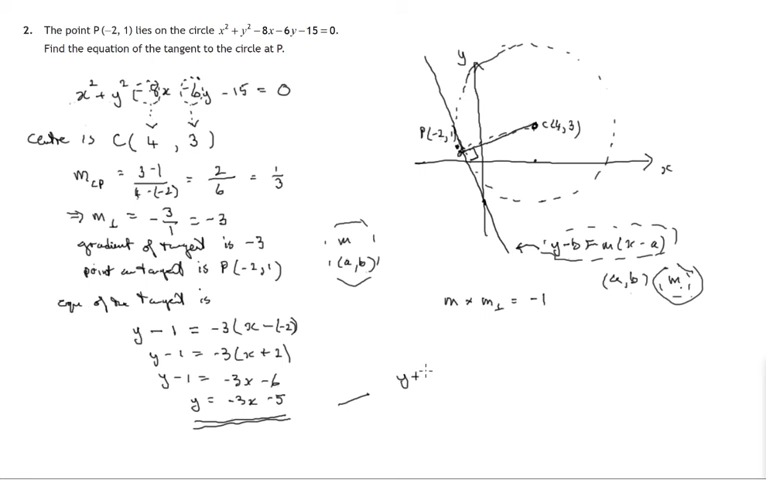 2. The point P(−2, 1) lies on the circle x² + y² − 8x − 6y − 15 = 0.
Find the equation of the tangent to the circle at P.
x² + y² - 8x - 6y - 15 = 0
centre is C(4, 3)
m_CP = 3-1/4-(-2) = 2/6 = 1/3
⇒ m⊥ = -3/1 = -3
gradient of tangent is -3
point on tangent is P(-2, 1)
eqn of the tangent is
y - 1 = -3(x - (-2))
y - 1 = -3(x + 2)
y - 1 = -3x - 6
y = -3x - 5
m
(a, b)
y
P(-2, 1)
C(4, 3)
x
y - b = m(x - a)
(a, b) m
m × m⊥ = -1
y +